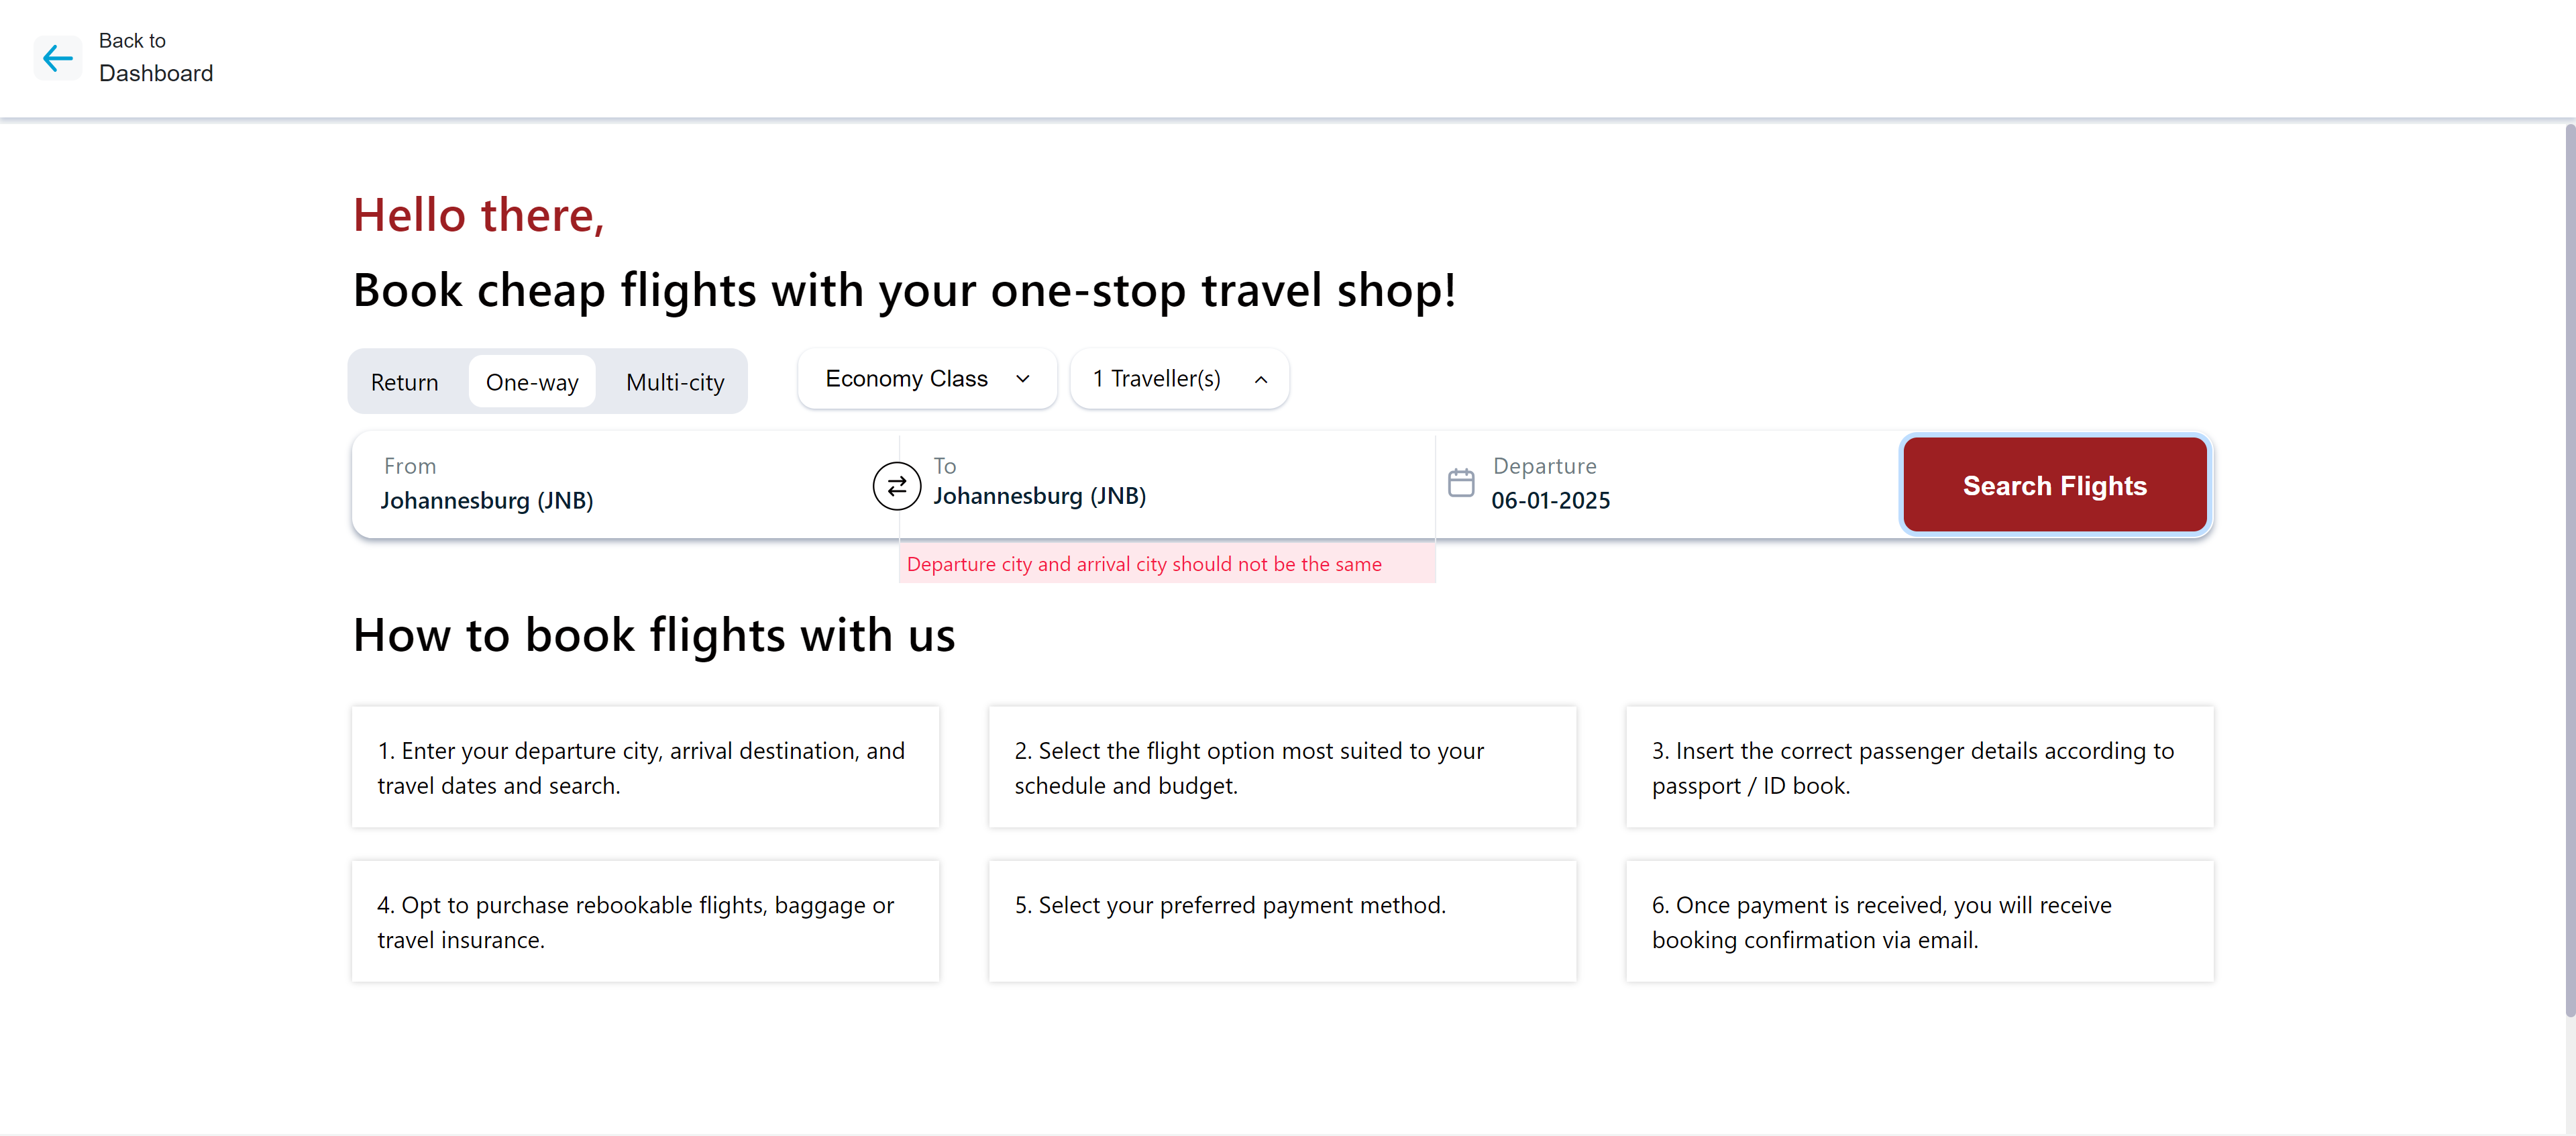 Back to
Dashboard
Hello there,
Book cheap flights with your one-stop travel shop!
Return One-way Multi-city Economy Class 1 Traveller(s)
From To Departure
Johannesburg (JNB) Johannesburg (JNB) 06-01-2025 Search Flights
Departure city and arrival city should not be the same
How to book flights with us
1. Enter your departure city, arrival destination, and
travel dates and search.
2. Select the flight option most suited to your
schedule and budget.
3. Insert the correct passenger details according to
passport / ID book.
4. Opt to purchase rebookable flights, baggage or
travel insurance.
5. Select your preferred payment method.
6. Once payment is received, you will receive
booking confirmation via email.